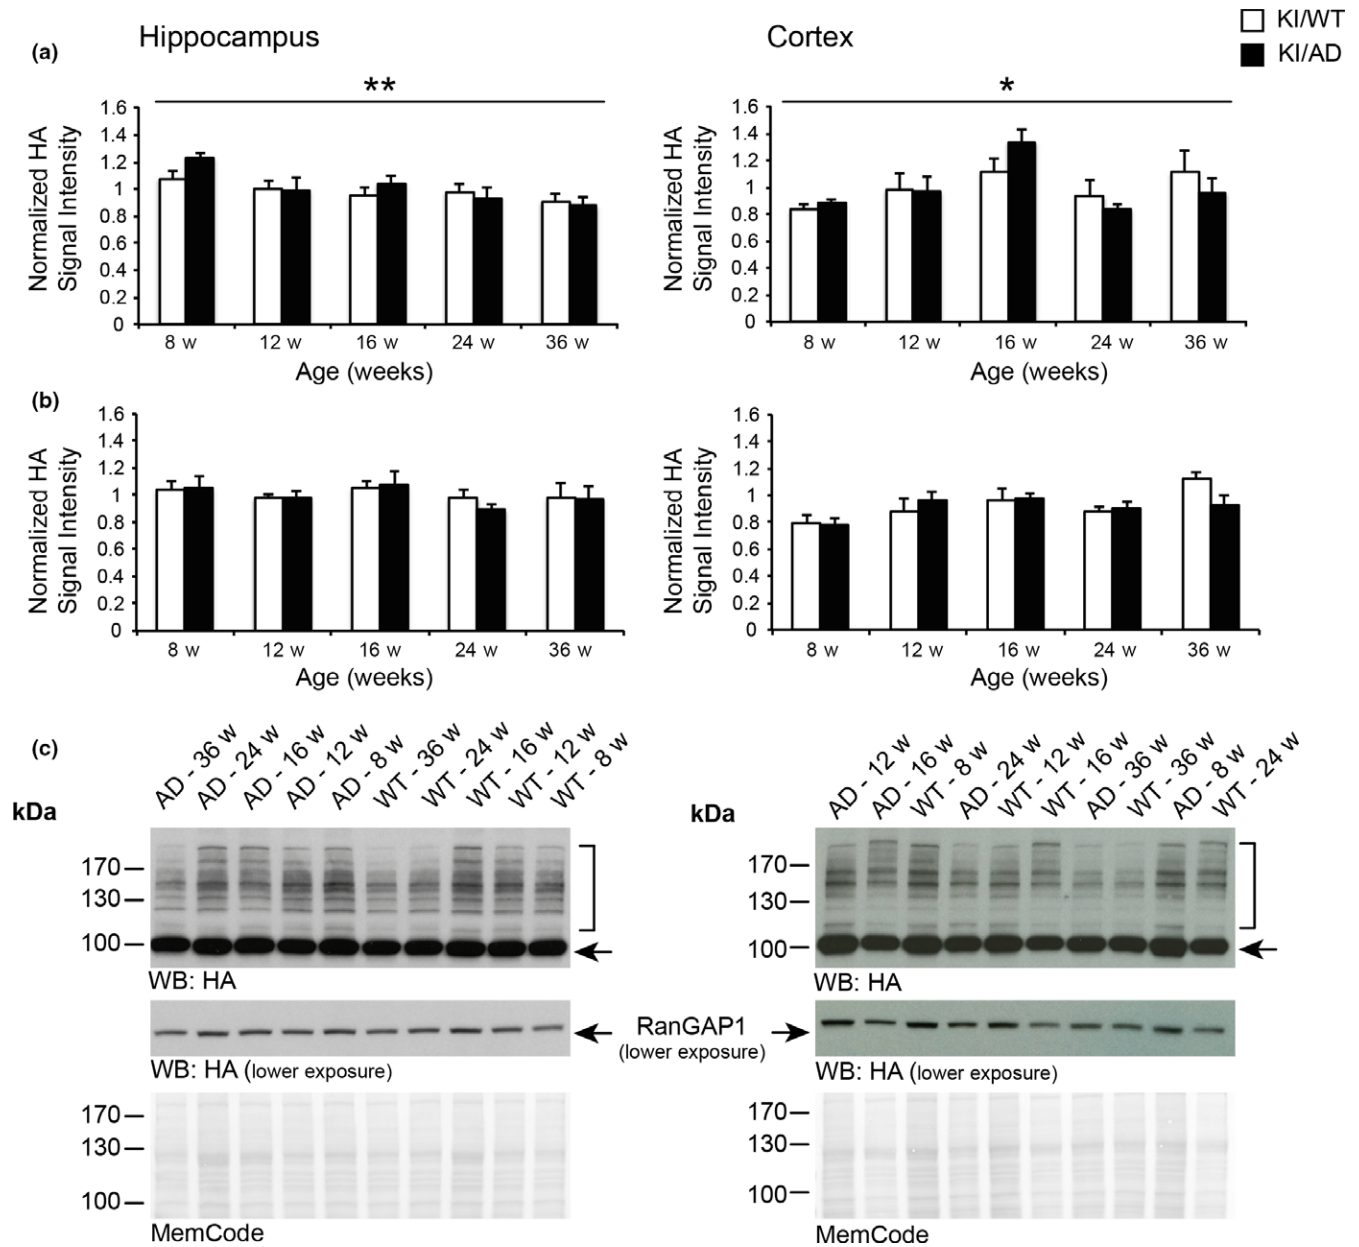 KI/WT
KI/AD
(a)
Hippocampus
Cortex
**
*
Normalized HA
Signal Intensity
1.6
1.4
1.2
1
0.8
0.6
0.4
0.2
0
8 w 12 w 16 w 24 w 36 w
Age (weeks)
Normalized HA
Signal Intensity
1.6
1.4
1.2
1
0.8
0.6
0.4
0.2
0
8 w 12 w 16 w 24 w 36 w
Age (weeks)
(b)
Normalized HA
Signal Intensity
1.6
1.4
1.2
1
0.8
0.6
0.4
0.2
0
8 w 12 w 16 w 24 w 36 w
Age (weeks)
Normalized HA
Signal Intensity
1.6
1.4
1.2
1
0.8
0.6
0.4
0.2
0
8 w 12 w 16 w 24 w 36 w
Age (weeks)
(c)
AD - 36 w
AD - 24 w
AD - 16 w
AD - 12 w
AD - 8 w
WT - 36 w
WT - 24 w
WT - 16 w
WT - 12 w
WT - 8 w
kDa
170
130
100
WB: HA
WB: HA (lower exposure)
170
130
100
MemCode
RanGAP1
(lower exposure)
AD - 12 w
AD - 16 w
WT - 8 w
AD - 24 w
WT - 12 w
WT - 16 w
AD - 36 w
WT - 36 w
AD - 8 w
WT - 24 w
kDa
170
130
100
WB: HA
WB: HA (lower exposure)
170
130
100
MemCode